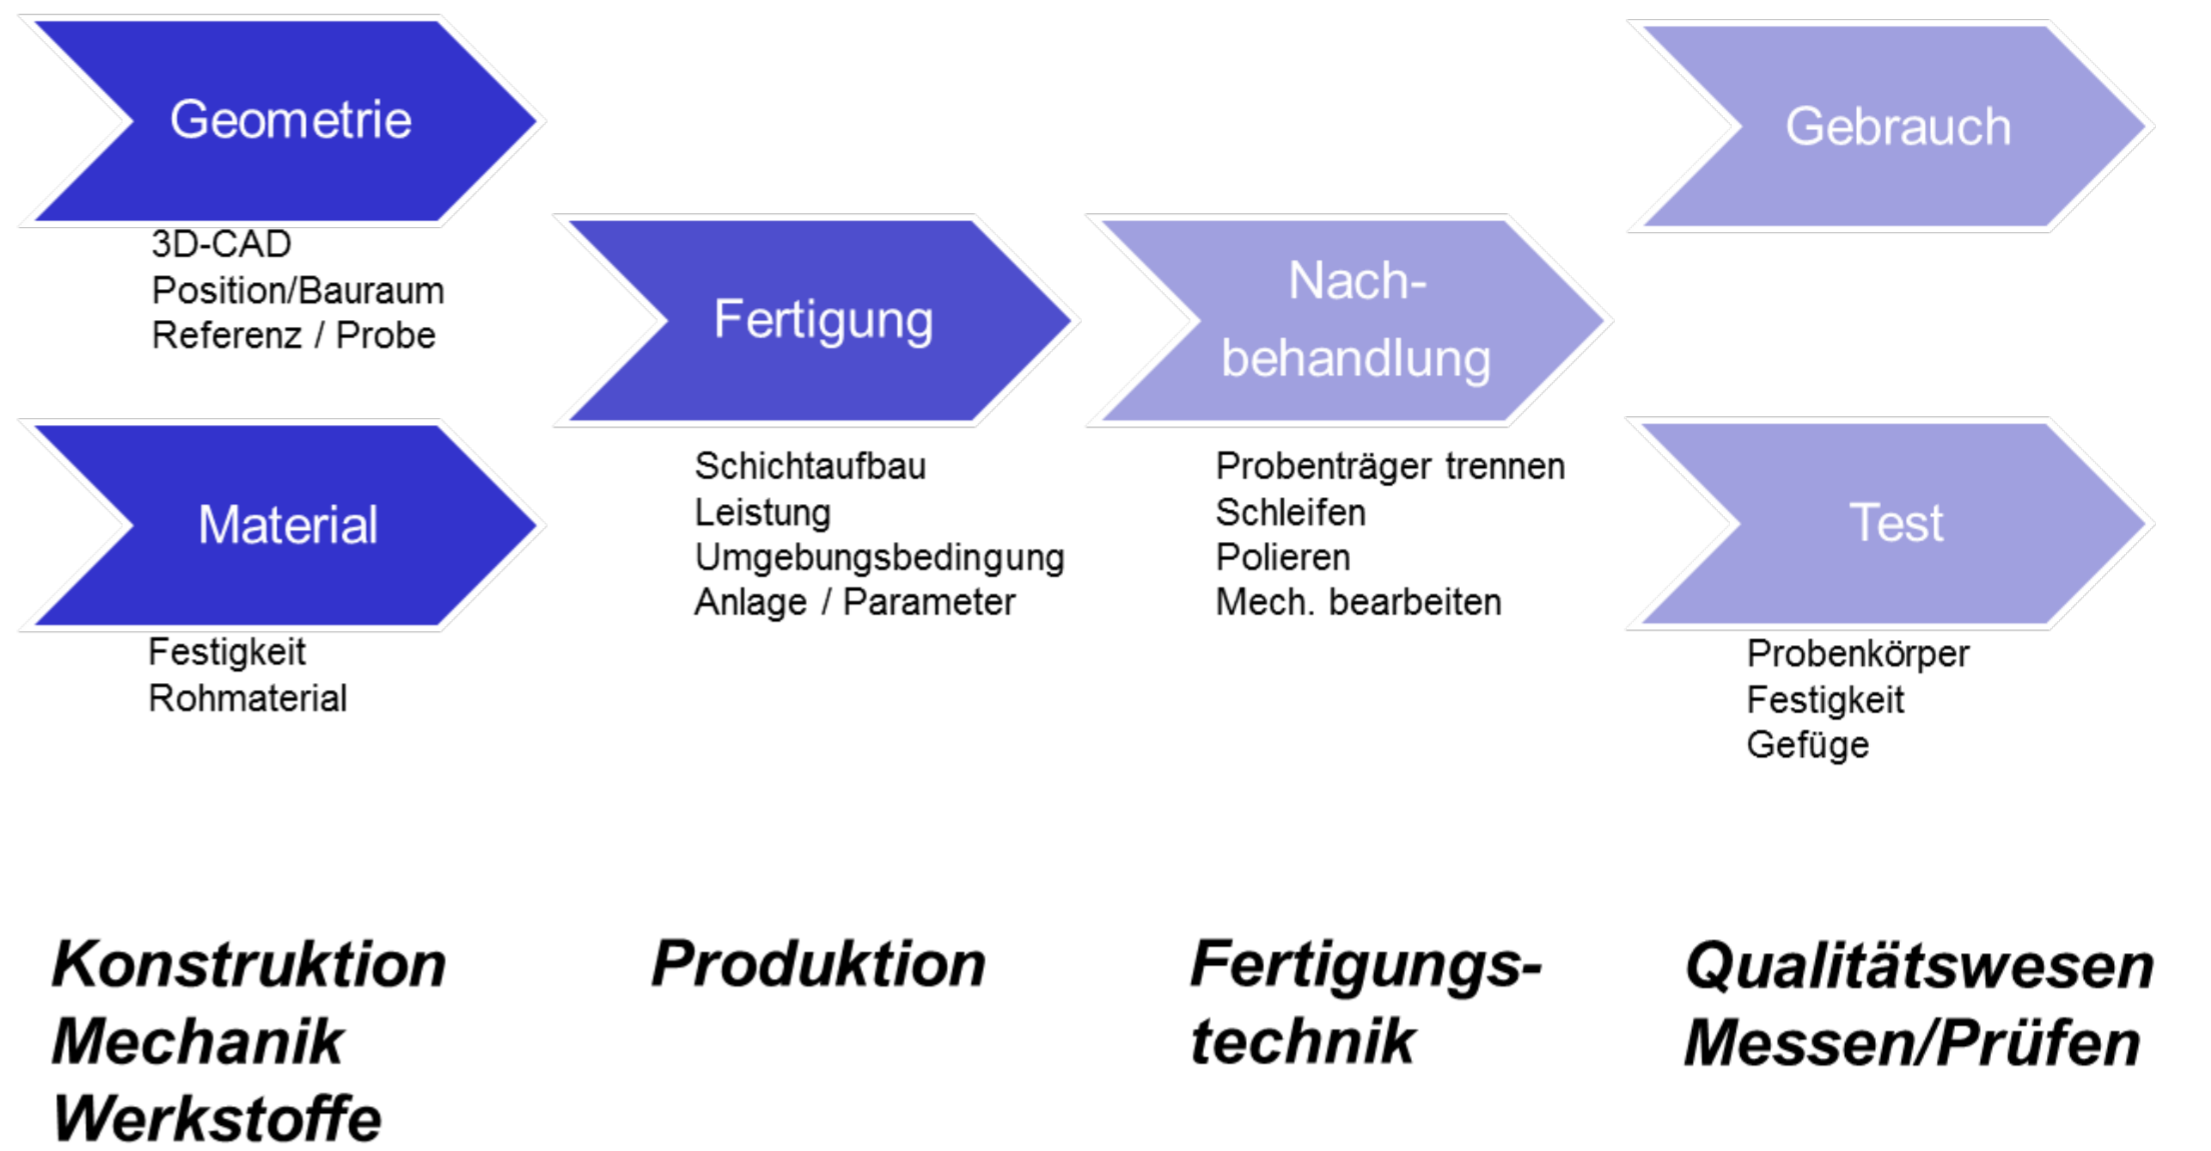 Geometrie
3D-CAD
Position/Bauraum
Referenz / Probe
Material
Festigkeit
Rohmaterial
Fertigung
Schichtaufbau
Leistung
Umgebungsbedingung
Anlage / Parameter
Nach-
behandlung
Probenträger trennen
Schleifen
Polieren
Mech. bearbeiten
Gebrauch
Test
Probenkörper
Festigkeit
Gefüge
Konstruktion
Mechanik
Werkstoffe
Produktion
Fertigungs-
technik
Qualitätswesen
Messen/Prüfen